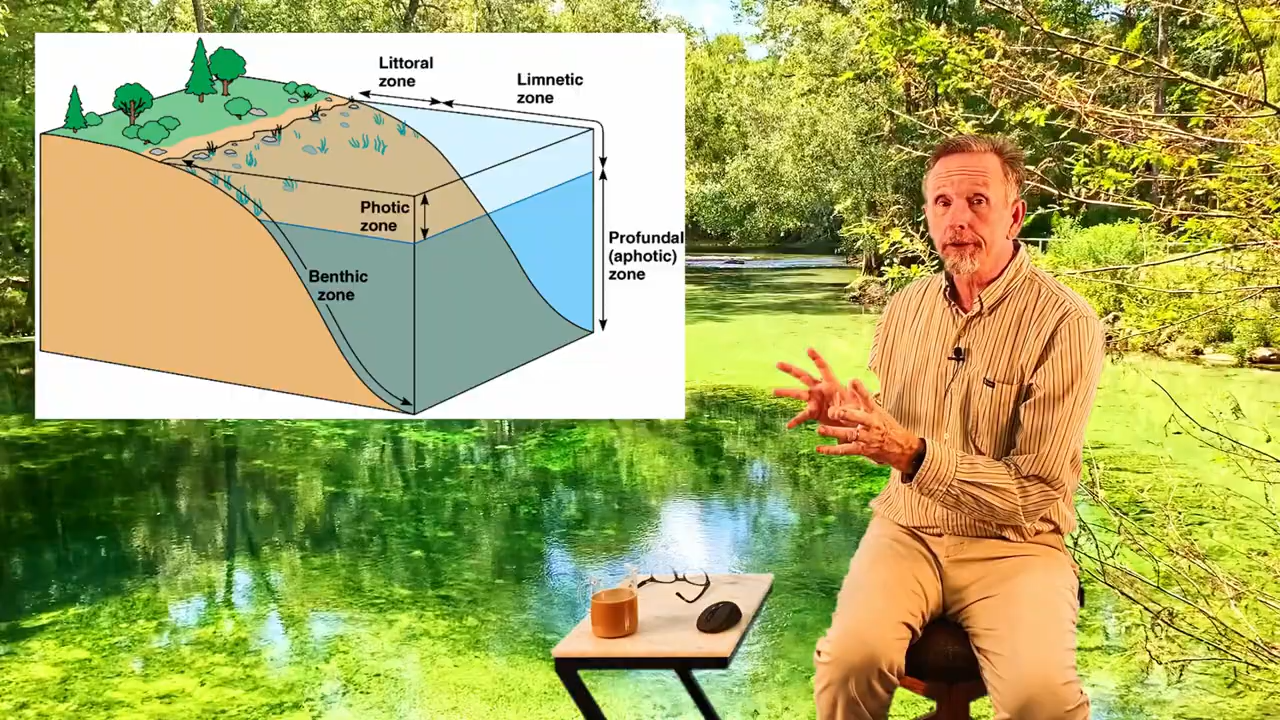 Littoral
zone
Limnetic
zone
Photic
zone
Profundal
(aphotic)
zone
Benthic
zone